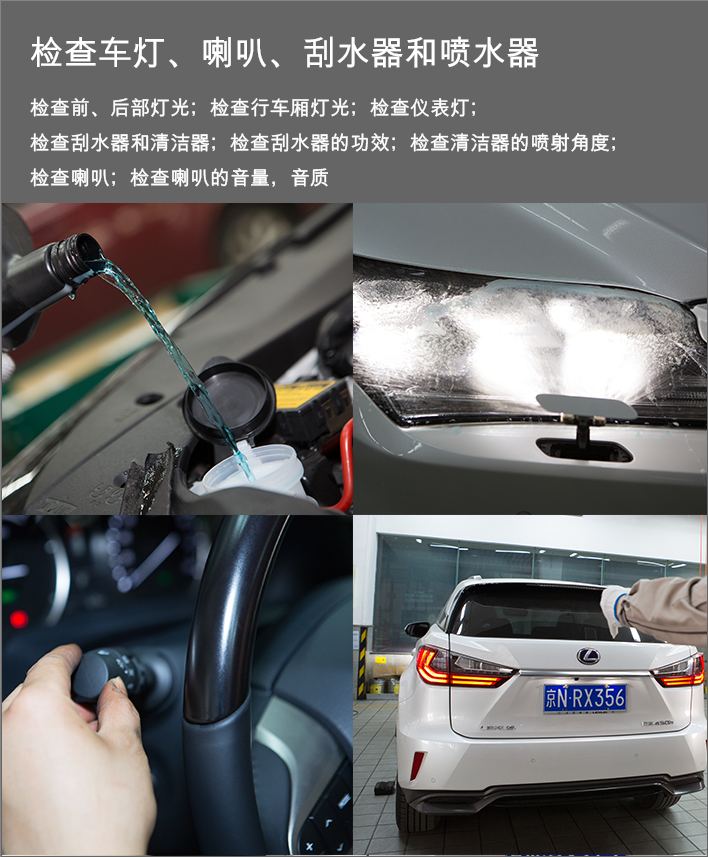 检查车灯、喇叭、刮水器和喷水器
检查前、后部灯光；检查行车厢灯光；检查仪表灯；
检查刮水器和清洁器；检查刮水器的功效；检查清洁器的喷射角度；
检查喇叭；检查喇叭的音量，音质
京N·RX356